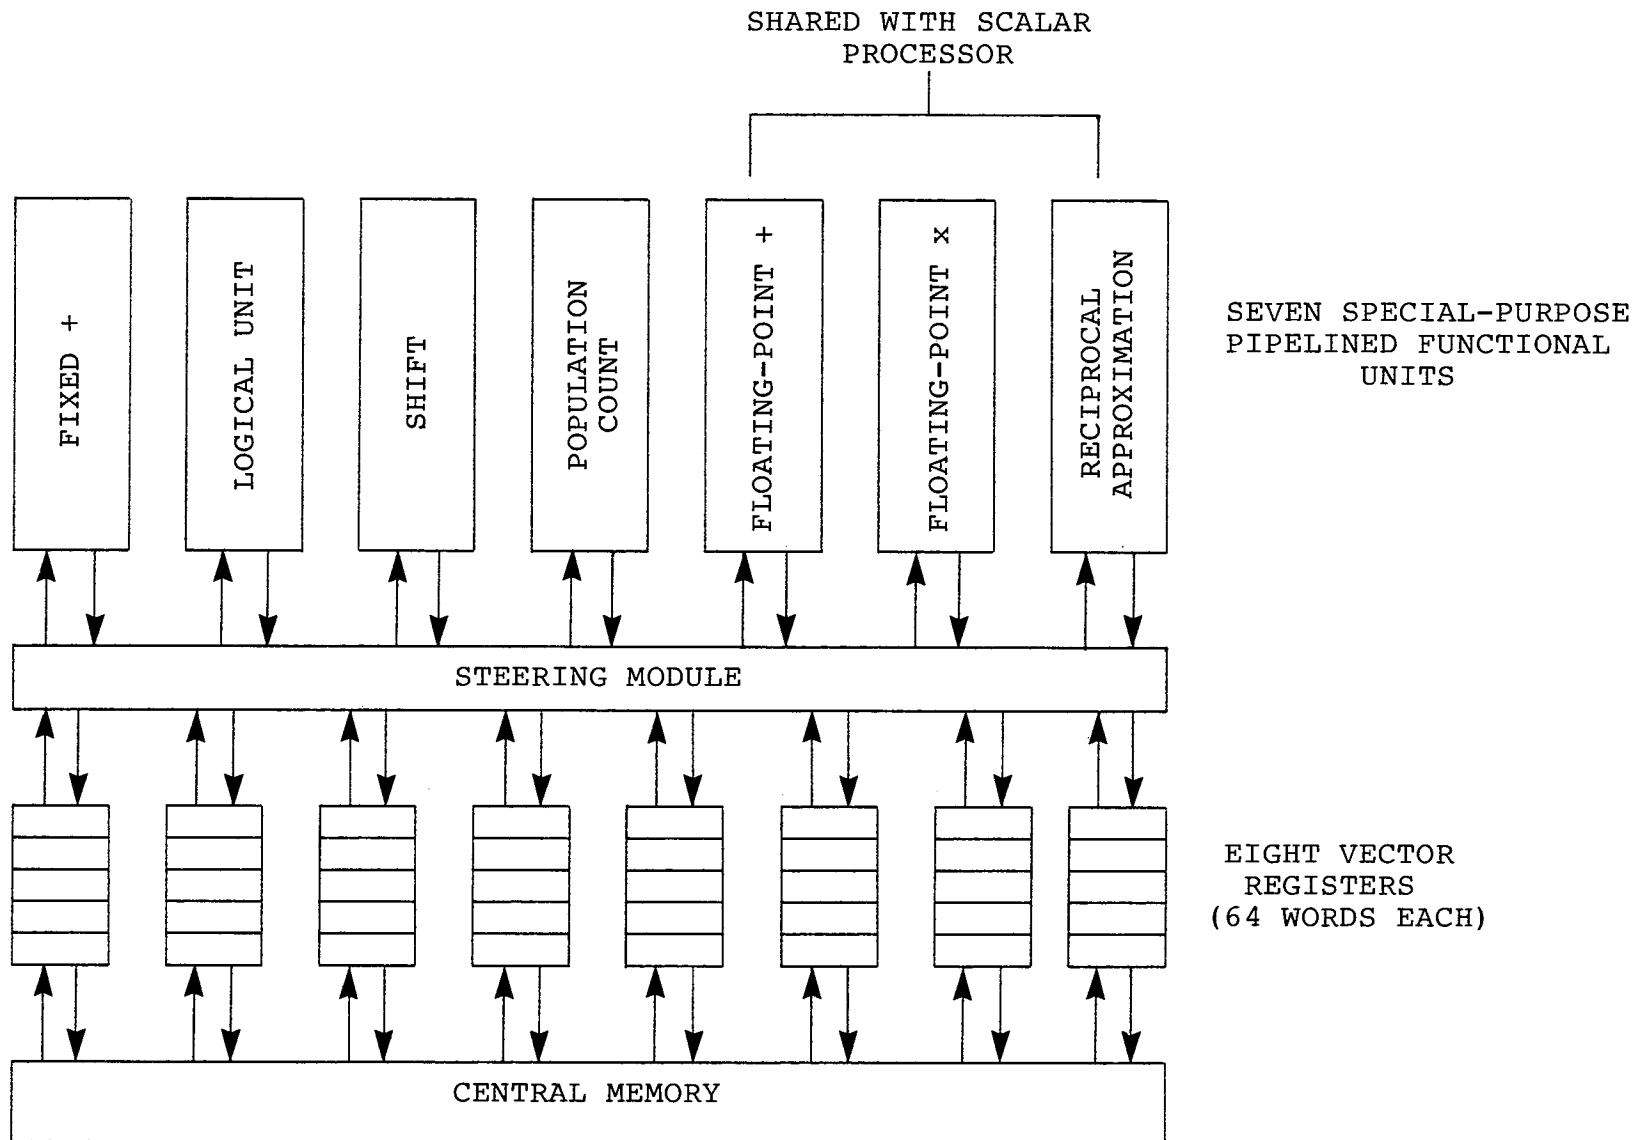 SHARED WITH SCALAR
PROCESSOR
FIXED +
LOGICAL UNIT
SHIFT
POPULATION
COUNT
FLOATING-POINT +
FLOATING-POINT x
RECIPROCAL
APPROXIMATION
SEVEN SPECIAL-PURPOSE
PIPELINED FUNCTIONAL
UNITS
STEERING MODULE
EIGHT VECTOR
REGISTERS
(64 WORDS EACH)
CENTRAL MEMORY